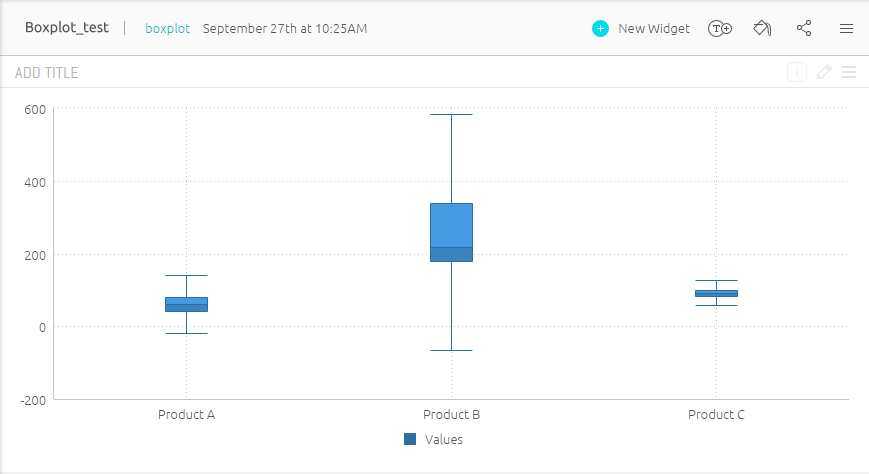 Boxplot_test | boxplot September 27th at 10:25AM New Widget
ADD TITLE
600
400
200
0
-200
Product A Product B Product C
Values